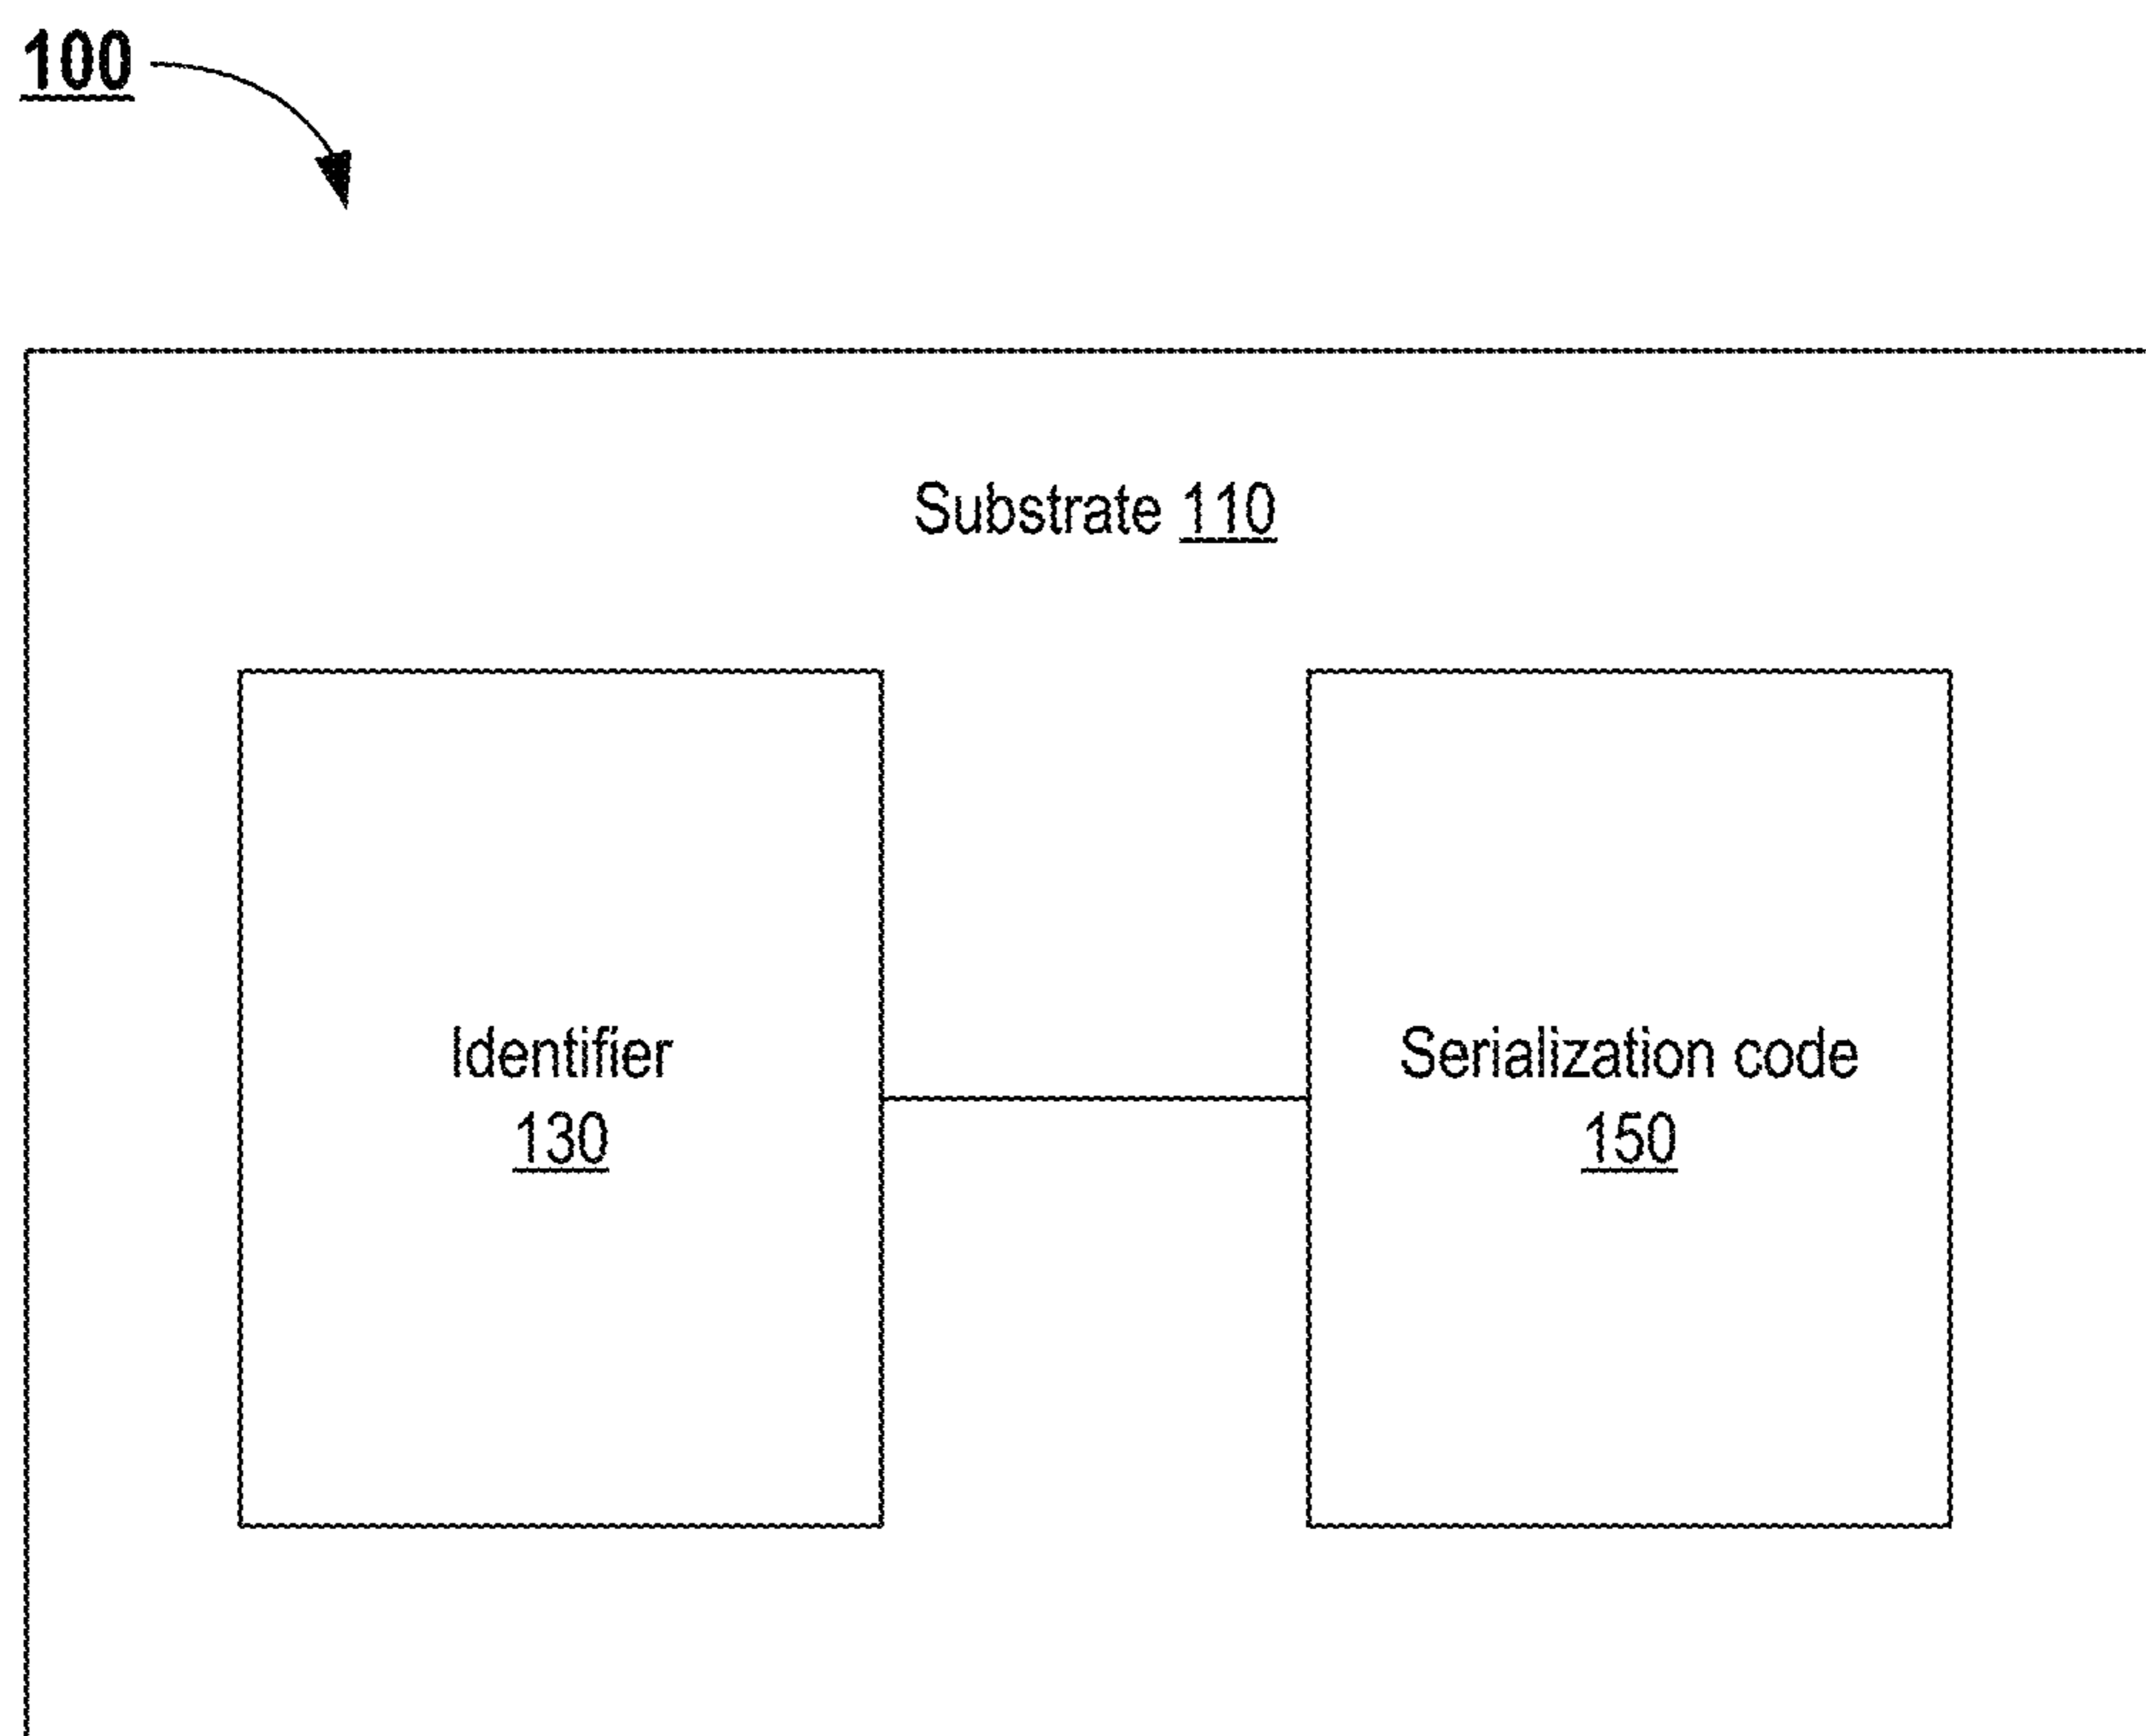 100
Substrate 110
Identifier
130
Serialization code
150